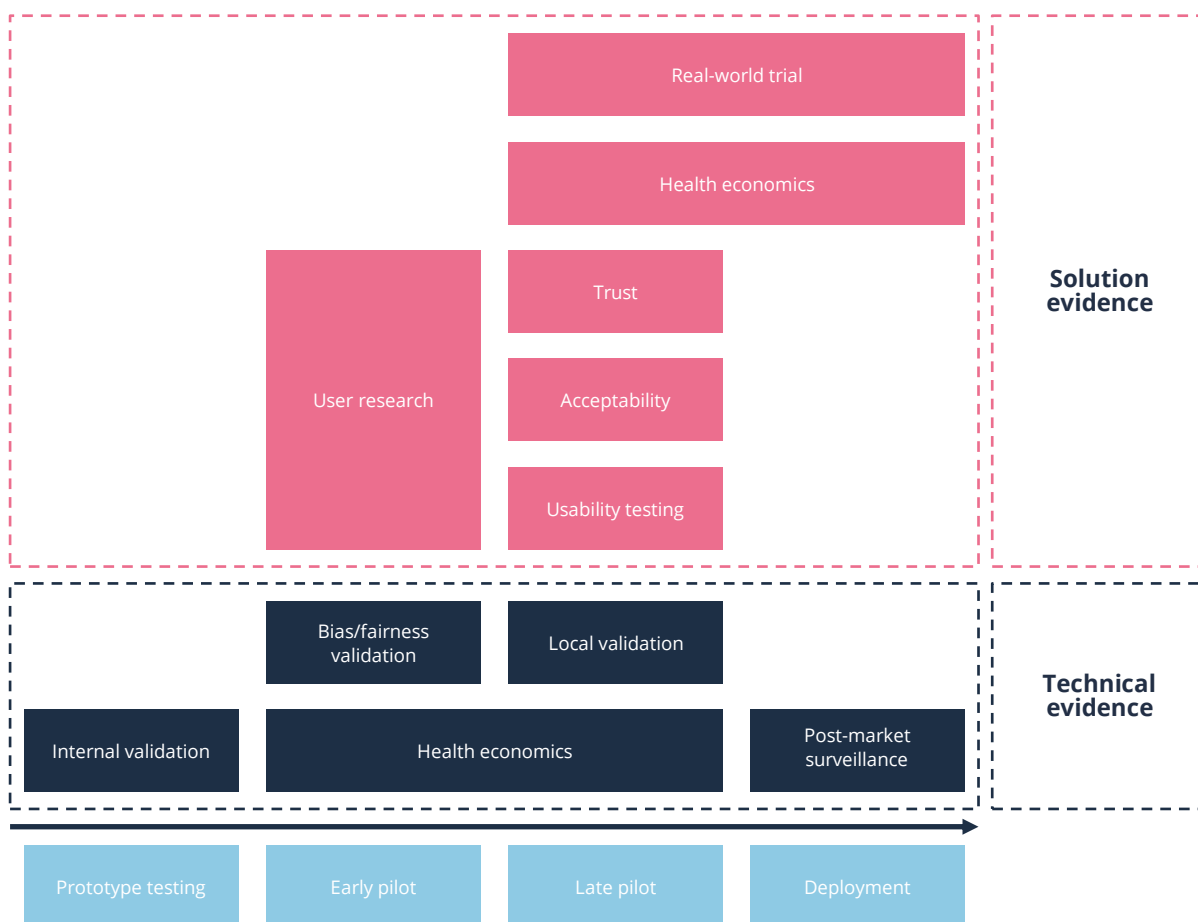 Real-world trial
Health economics
Solution
evidence
User research
Trust
Acceptability
Usability testing
Bias/fairness
validation
Local validation
Technical
evidence
Internal validation
Health economics
Post-market
surveillance
Prototype testing
Early pilot
Late pilot
Deployment